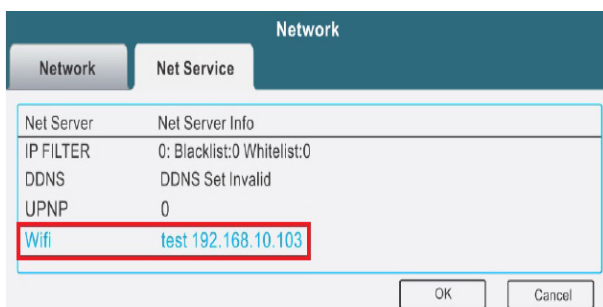 Network
Network Net Service
Net Server Net Server Info
IP FILTER 0: Blacklist:0 Whitelist:0
DDNS DDNS Set Invalid
UPNP 0
Wifi test 192.168.10.103
OK Cancel